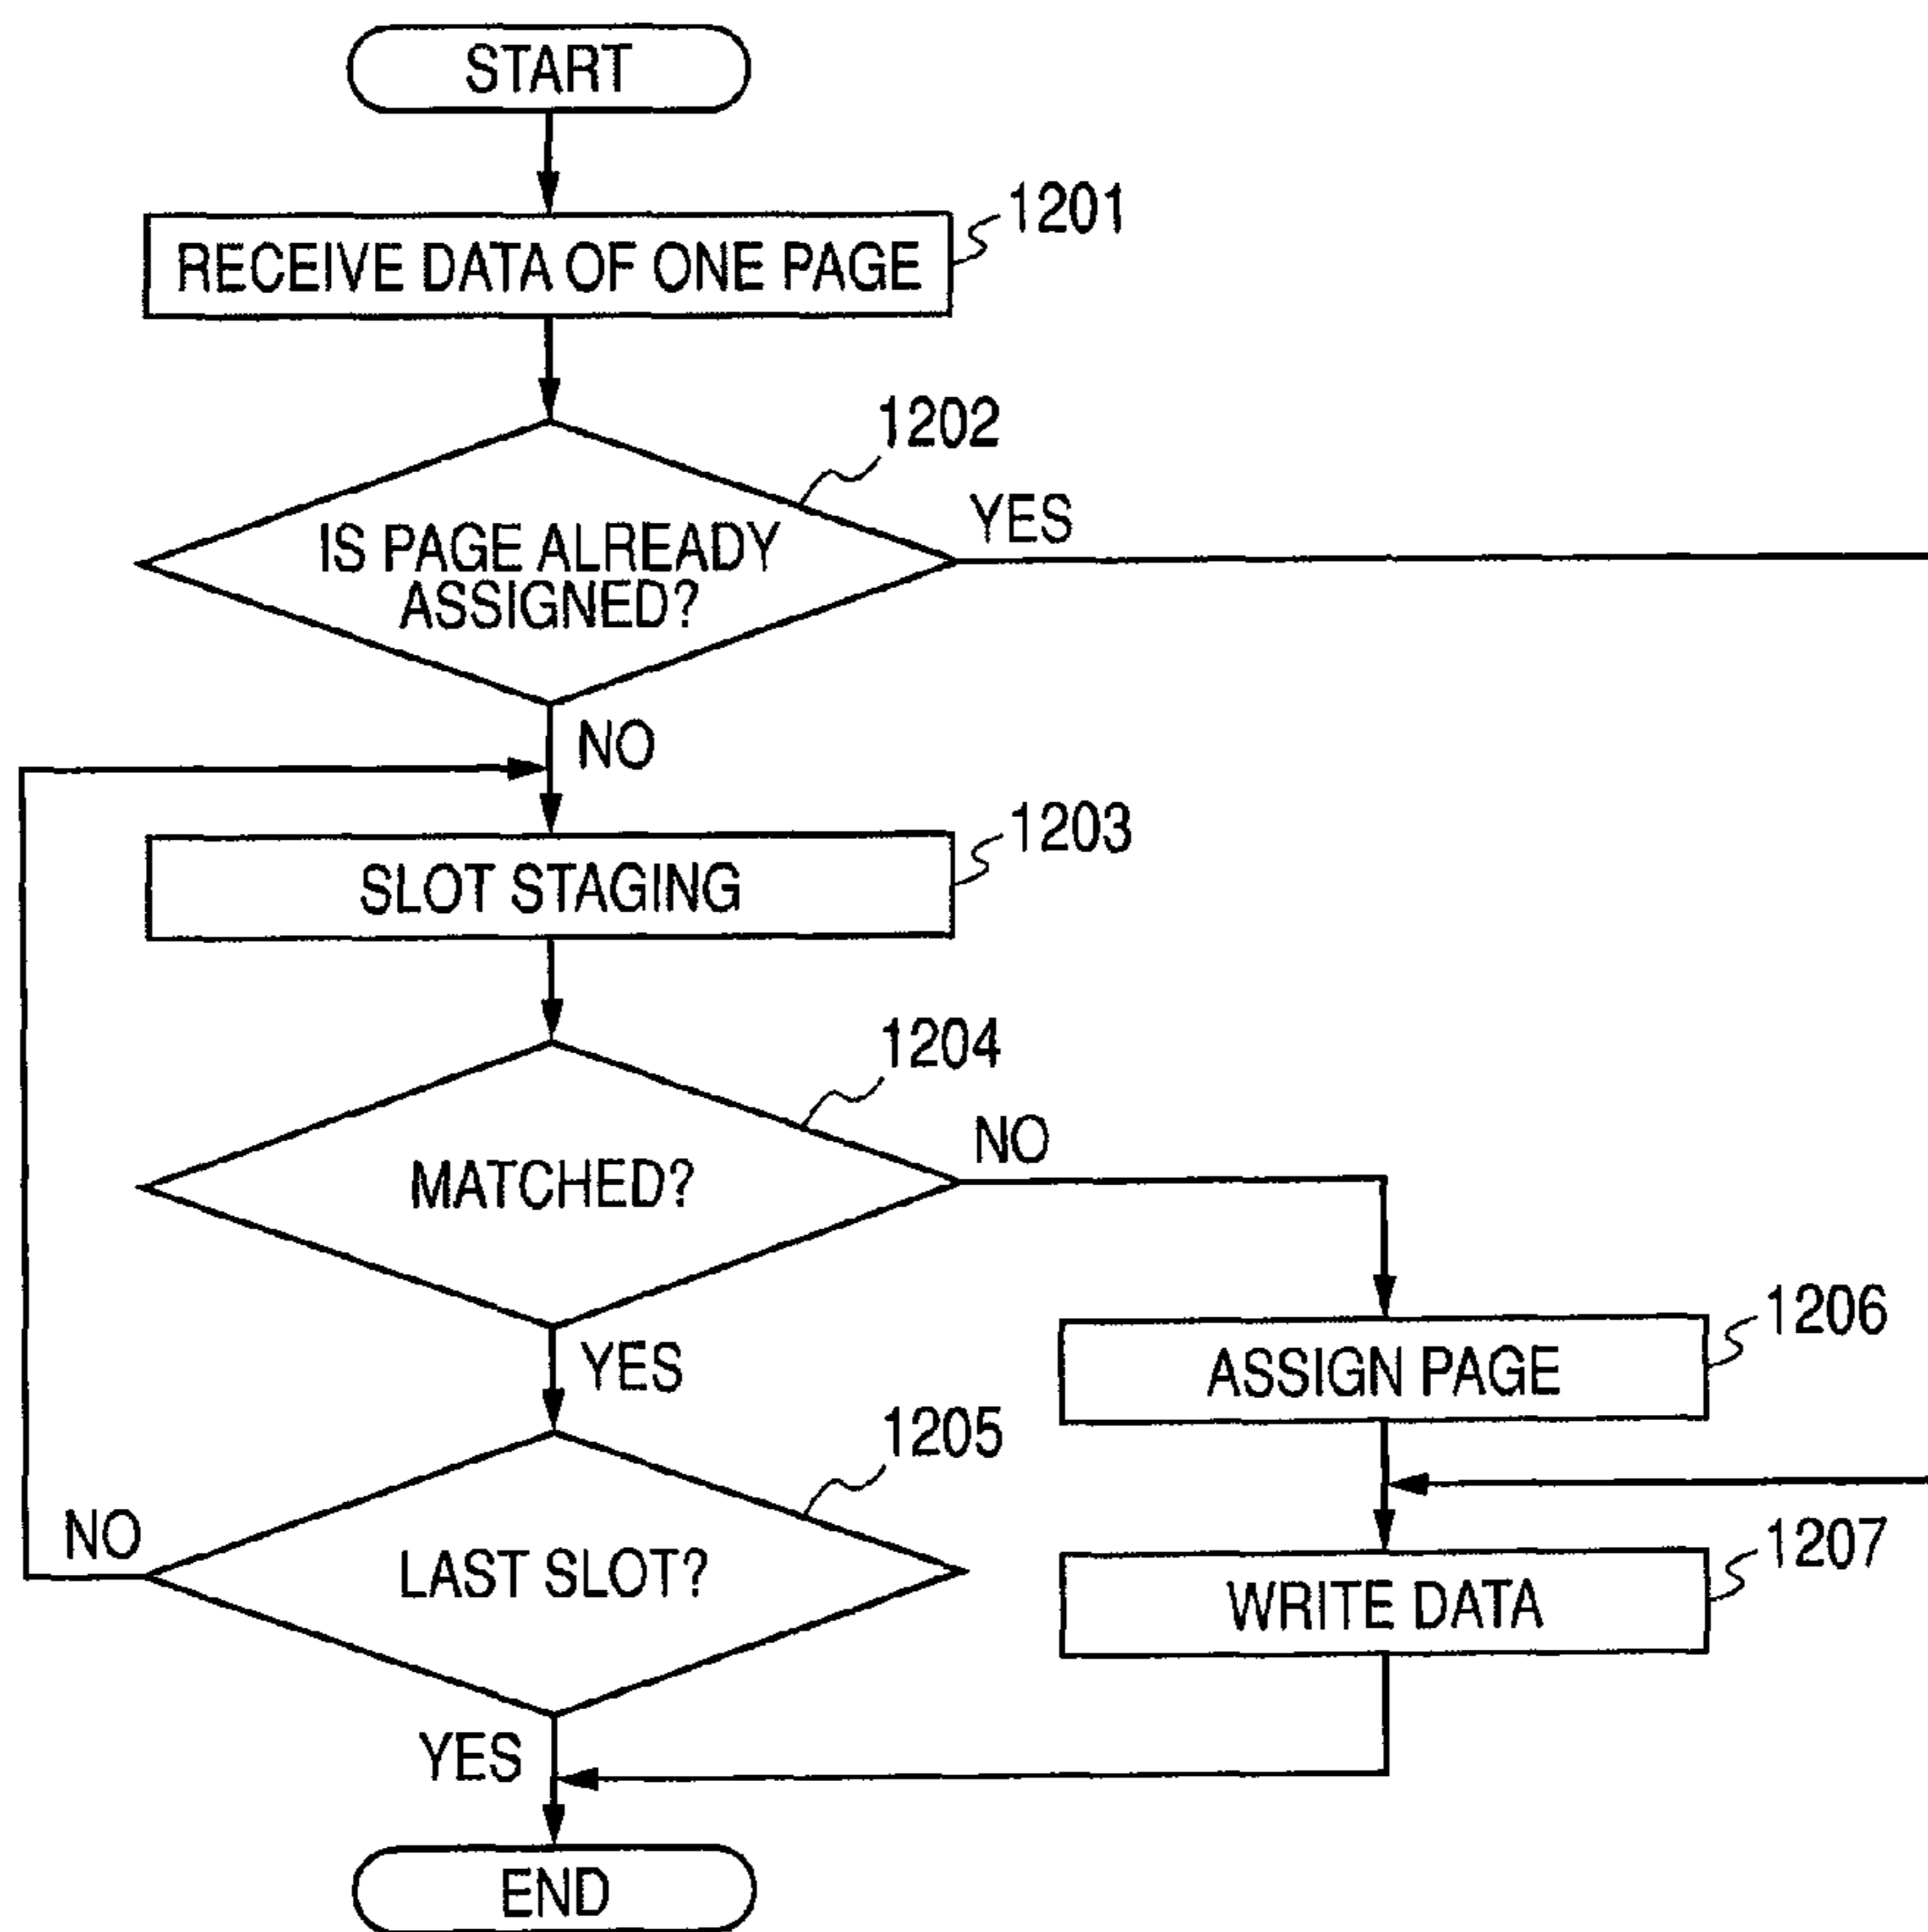 START
RECEIVE DATA OF ONE PAGE
1201
1202
IS PAGE ALREADY
ASSIGNED?
YES
NO
SLOT STAGING
1203
1204
MATCHED?
NO
YES
ASSIGN PAGE
1206
1205
LAST SLOT?
NO
WRITE DATA
1207
YES
END